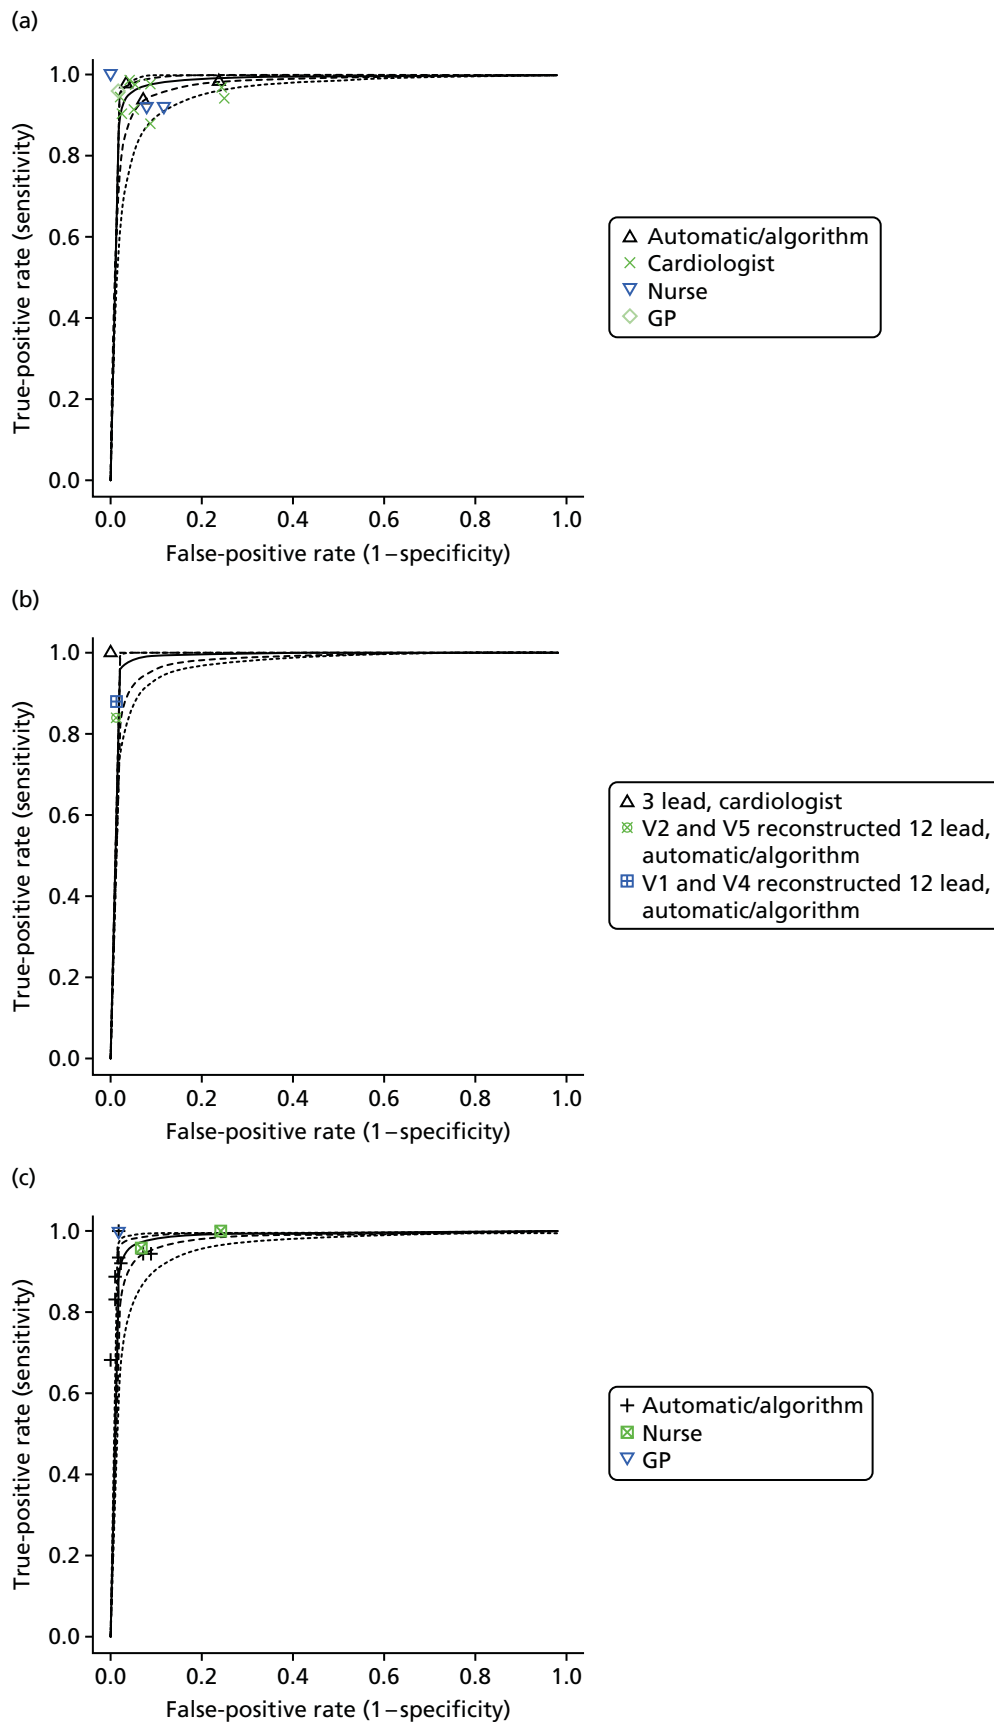 (a)
1.0
0.8
0.6
0.4
0.2
0.0
True-positive rate (sensitivity)
0.0 0.2 0.4 0.6 0.8 1.0
False-positive rate (1–specificity)
Automatic/algorithm
Cardiologist
Nurse
GP
(b)
1.0
0.8
0.6
0.4
0.2
0.0
True-positive rate (sensitivity)
0.0 0.2 0.4 0.6 0.8 1.0
False-positive rate (1–specificity)
3 lead, cardiologist
V2 and V5 reconstructed 12 lead,
automatic/algorithm
V1 and V4 reconstructed 12 lead,
automatic/algorithm
(c)
1.0
0.8
0.6
0.4
0.2
0.0
True-positive rate (sensitivity)
0.0 0.2 0.4 0.6 0.8 1.0
False-positive rate (1–specificity)
Automatic/algorithm
Nurse
GP